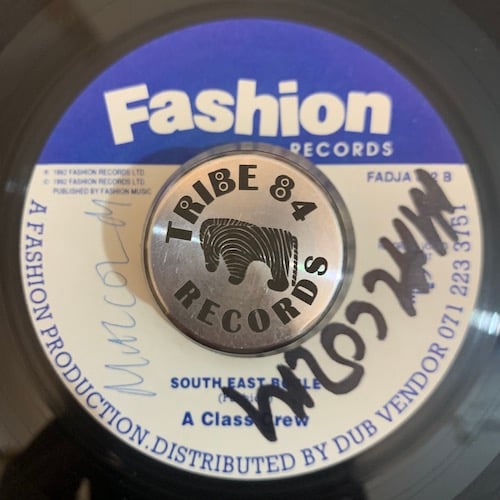 Fashion
RECORDS
℗ 1992 FASHION RECORDS LTD.
© 1992 FASHION RECORDS LTD.
PUBLISHED BY FASHION MUSIC
FADJA
B
TRIBE 84
RECORDS
SOUTH EAST
A Class Crew
A FASHION PRODUCTION. DISTRIBUTED BY DUB VENDOR 071 223 3757